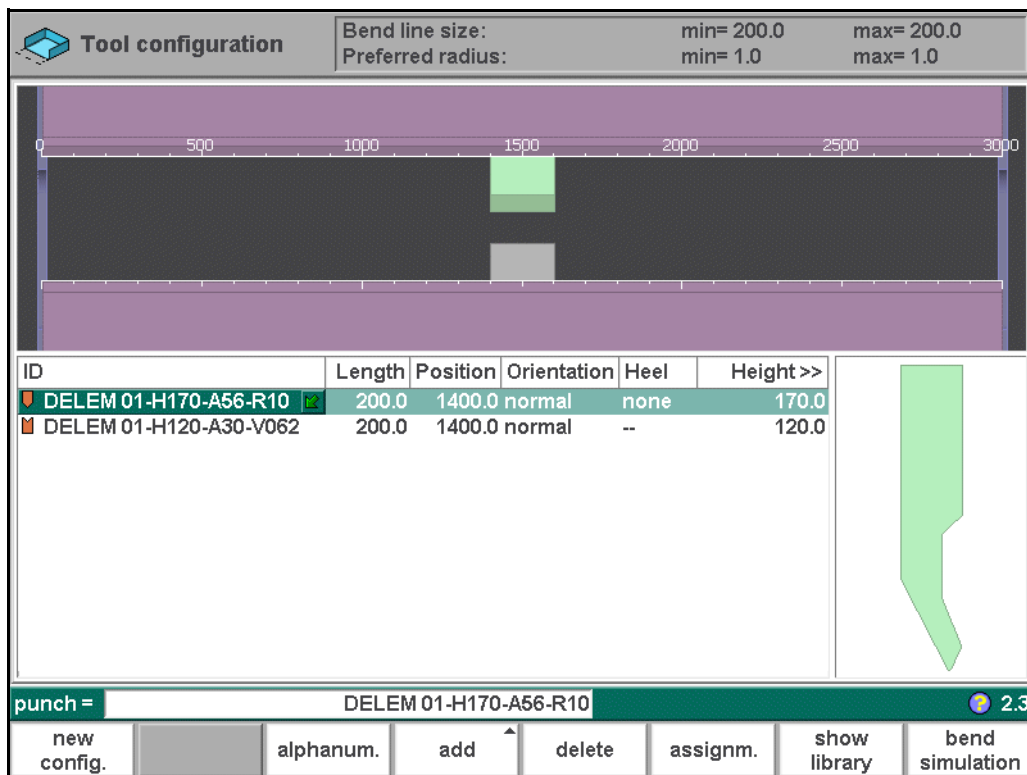 Tool configuration
Bend line size: min= 200.0 max= 200.0
Preferred radius: min= 1.0 max= 1.0
0 500 1000 1500 2000 2500 3000
ID Length Position Orientation Heel Height >>
DELEM 01-H170-A56-R10 200.0 1400.0 normal none 170.0
DELEM 01-H120-A30-V062 200.0 1400.0 normal -- 120.0
punch = DELEM 01-H170-A56-R10 ? 2.3
new config.
alphanum.
add
delete
assignm.
show library
bend simulation